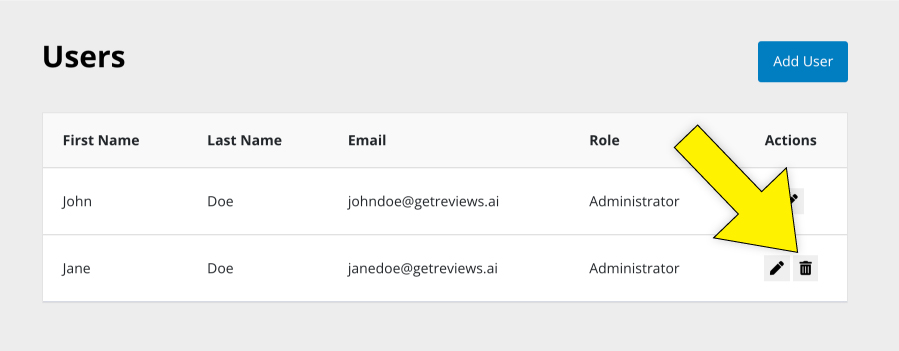 Users
Add User
First Name Last Name Email Role Actions
John Doe johndoe@getreviews.ai Administrator
Jane Doe janedoe@getreviews.ai Administrator